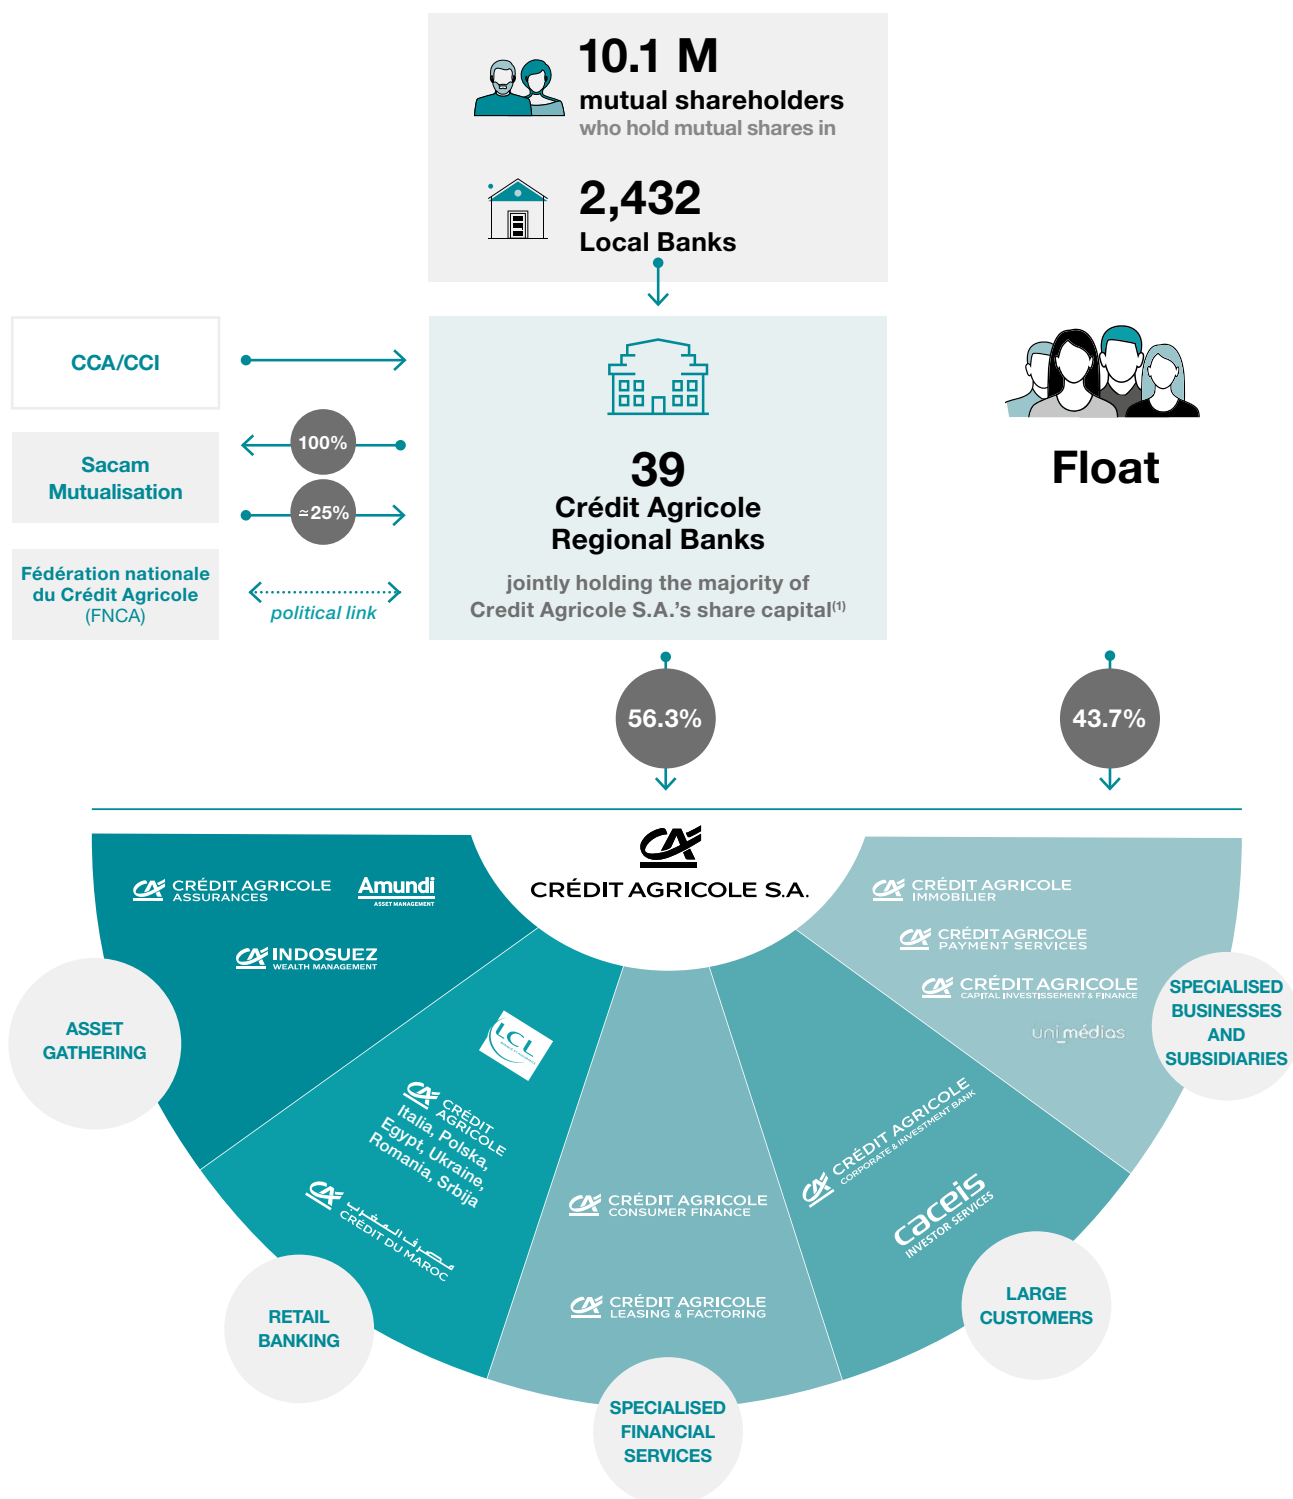 10.1 M
mutual shareholders
who hold mutual shares in
2,432
Local Banks
CCA/CCI
Sacam
Mutualisation
Fédération nationale
du Crédit Agricole
(FNCA)
100%
≃25%
political link
39
Crédit Agricole
Regional Banks
jointly holding the majority of
Credit Agricole S.A.'s share capital(1)
Float
56.3%
43.7%
CRÉDIT AGRICOLE S.A.
CRÉDIT AGRICOLE
ASSURANCES
Amundi
ASSET MANAGEMENT
INDOSUEZ
WEALTH MANAGEMENT
ASSET
GATHERING
LCL
CRÉDIT
AGRICOLE
Italia, Polska,
Egypt, Ukraine,
Romania, Srbija
مصرف المغرب
CRÉDIT DU MAROC
RETAIL
BANKING
CRÉDIT AGRICOLE
CONSUMER FINANCE
CRÉDIT AGRICOLE
LEASING & FACTORING
SPECIALISED
FINANCIAL
SERVICES
CRÉDIT AGRICOLE
CORPORATE & INVESTMENT BANK
caceis
INVESTOR SERVICES
LARGE
CUSTOMERS
CRÉDIT AGRICOLE
IMMOBILIER
CRÉDIT AGRICOLE
PAYMENT SERVICES
CRÉDIT AGRICOLE
CAPITAL INVESTISSEMENT & FINANCE
uni_médias
SPECIALISED
BUSINESSES
AND
SUBSIDIARIES